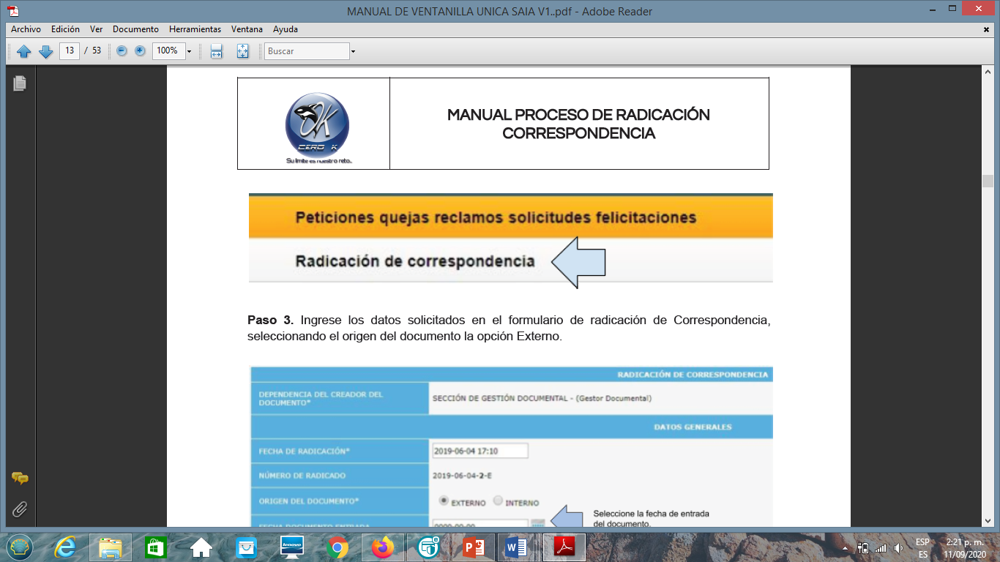 MANUAL DE VENTANILLA UNICA SAIA V1..pdf - Adobe Reader
Archivo Edición Ver Documento Herramientas Ventana Ayuda
13 / 53 100% Buscar
OK
CERO K
Su límite es nuestro reto..
MANUAL PROCESO DE RADICACIÓN
CORRESPONDENCIA
Peticiones quejas reclamos solicitudes felicitaciones
Radicación de correspondencia
Paso 3. Ingrese los datos solicitados en el formulario de radicación de Correspondencia,
seleccionando el origen del documento la opción Externo.
RADICACIÓN DE CORRESPONDENCIA
DEPENDENCIA DEL CREADOR DEL
DOCUMENTO*
SECCIÓN DE GESTIÓN DOCUMENTAL - (Gestor Documental)
DATOS GENERALES
FECHA DE RADICACIÓN* 2019-06-04 17:10
NÚMERO DE RADICADO 2019-06-04-2-E
ORIGEN DEL DOCUMENTO* EXTERNO INTERNO
Seleccione la fecha de entrada
del documento.
FECHA DOCUMENTO ENTRADA 0000-00-00
lenovo
8
ESP
ES
2:21 p. m.
11/09/2020